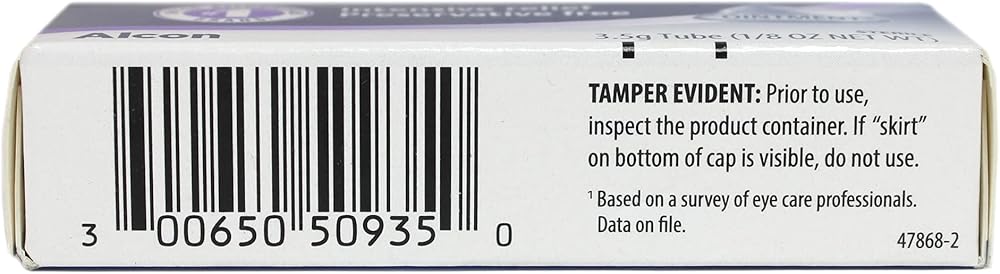 Intensive relief
Preservative free
OINTMENT
STERILE
Alcon
3.5g Tube (1/8 OZ NET WT)
TAMPER EVIDENT: Prior to use,
inspect the product container. If “skirt”
on bottom of cap is visible, do not use.
¹ Based on a survey of eye care professionals.
Data on file.
3 00650 50935 0
47868-2